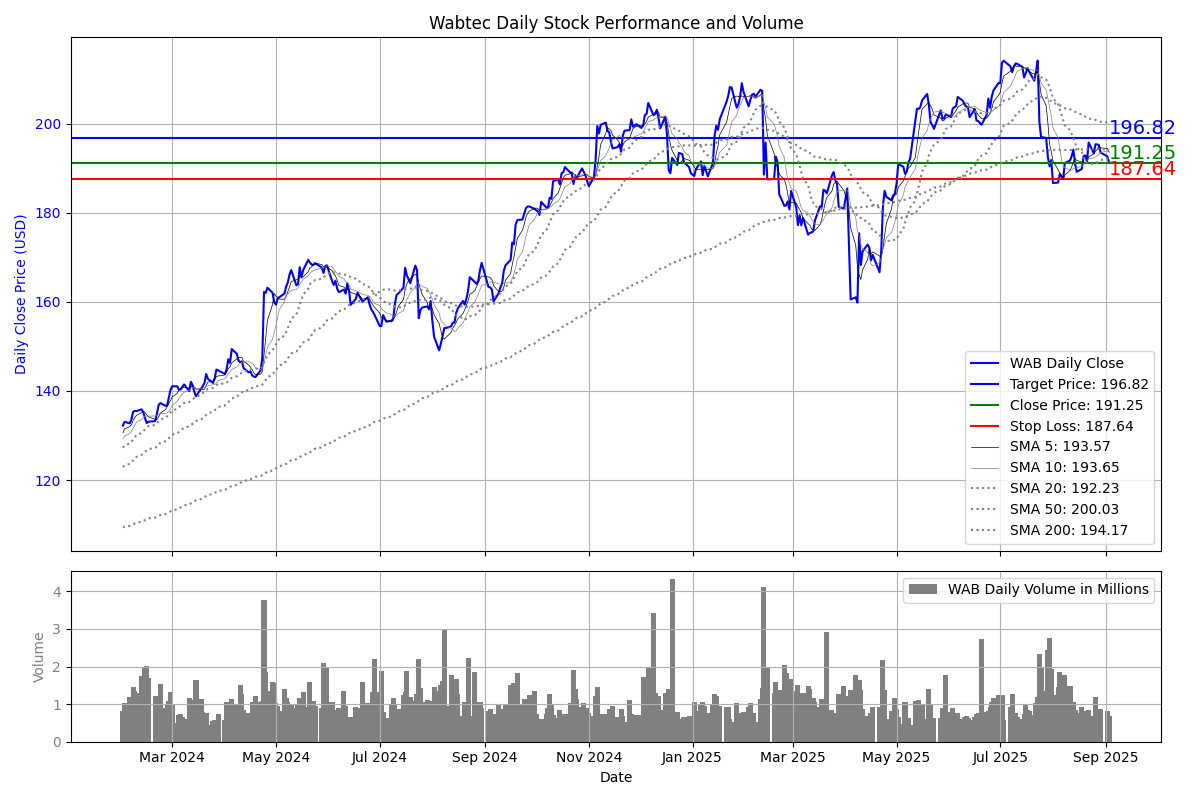 Wabtec Daily Stock Performance and Volume
Daily Close Price (USD)
200
180
160
140
120
196.82
191.25
187.64
WAB Daily Close
Target Price: 196.82
Close Price: 191.25
Stop Loss: 187.64
SMA 5: 193.57
SMA 10: 193.65
SMA 20: 192.23
SMA 50: 200.03
SMA 200: 194.17
Volume
4
3
2
1
0
WAB Daily Volume in Millions
Mar 2024 May 2024 Jul 2024 Sep 2024 Nov 2024 Jan 2025 Mar 2025 May 2025 Jul 2025 Sep 2025
Date